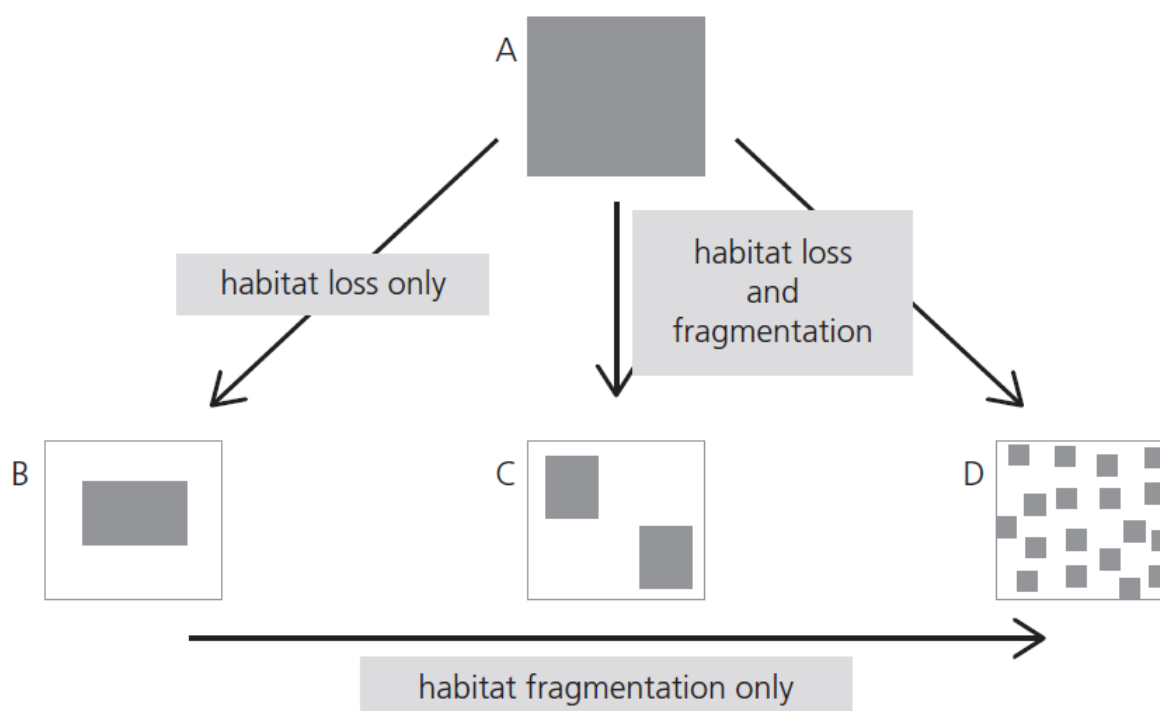 A
habitat loss only
habitat loss
and
fragmentation
B
C
D
habitat fragmentation only